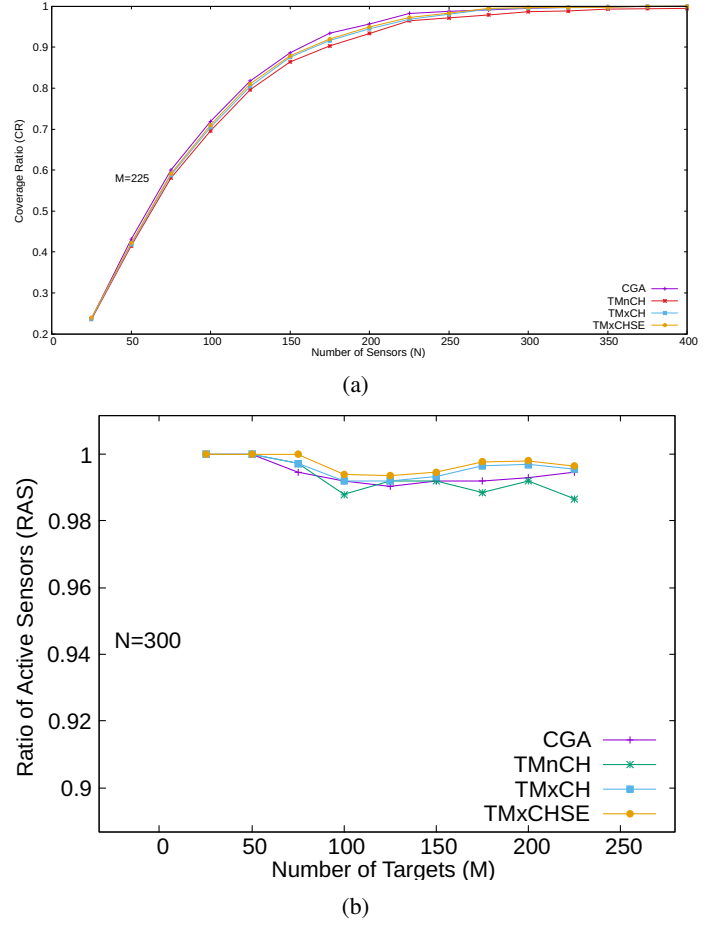 1
0.9
0.8
0.7
0.6
0.5
0.4
0.3
0.2
Coverage Ratio (CR)
M=225
CGA
TMnCH
TMxCH
TMxCHSE
0 50 100 150 200 250 300 350 400
Number of Sensors (N)
(a)
1
0.98
0.96
0.94
0.92
0.9
Ratio of Active Sensors (RAS)
N=300
CGA
TMnCH
TMxCH
TMxCHSE
0 50 100 150 200 250
Number of Targets (M)
(b)